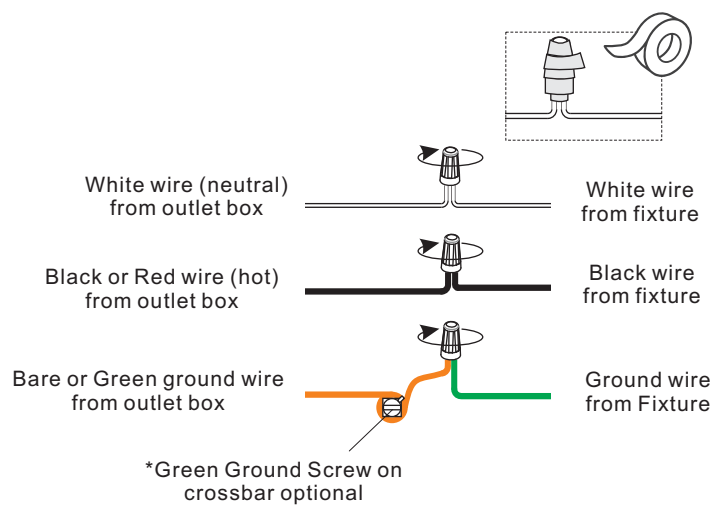 White wire (neutral)
from outlet box
White wire
from fixture
Black or Red wire (hot)
from outlet box
Black wire
from fixture
Bare or Green ground wire
from outlet box
Ground wire
from Fixture
*Green Ground Screw on
crossbar optional